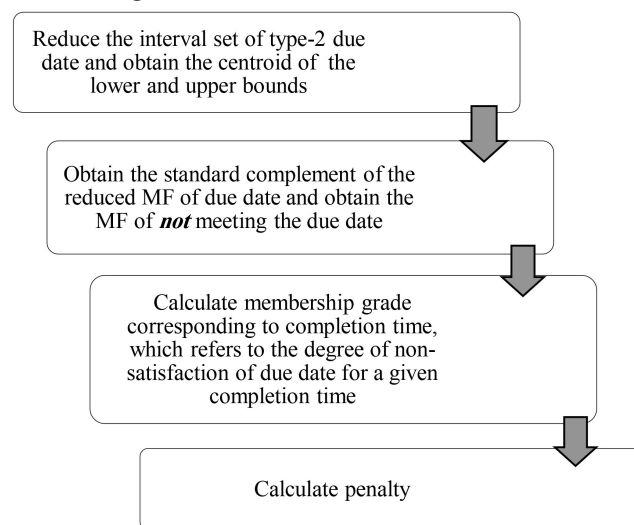 Reduce the interval set of type-2 due
date and obtain the centroid of the
lower and upper bounds
Obtain the standard complement of the
reduced MF of due date and obtain the
MF of not meeting the due date
Calculate membership grade
corresponding to completion time,
which refers to the degree of non-
satisfaction of due date for a given
completion time
Calculate penalty